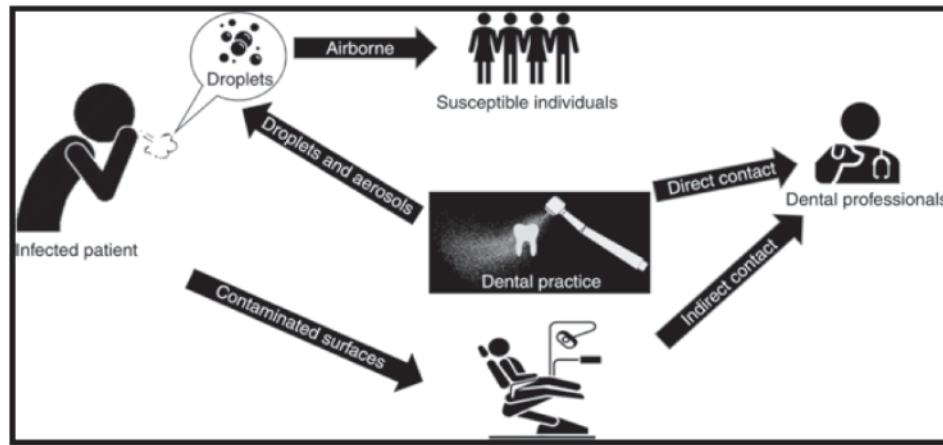 Droplets
Airborne
Susceptible individuals
Droplets and aerosols
Direct contact
Dental professionals
Infected patient
Dental practice
Contaminated surfaces
Indirect contact